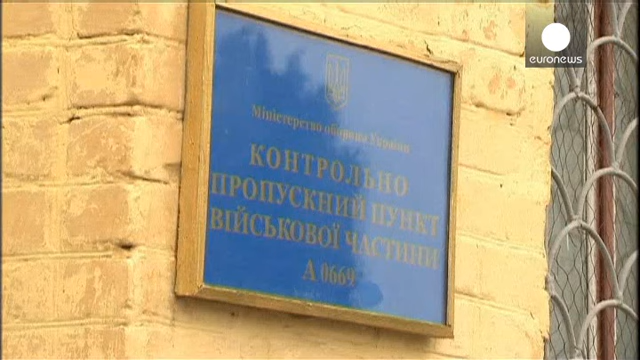 euronews
Міністерство оборони України
КОНТРОЛЬНО
ПРОПУСКНИЙ ПУНКТ
ВІЙСЬКОВОЇ ЧАСТИНИ
А 0669